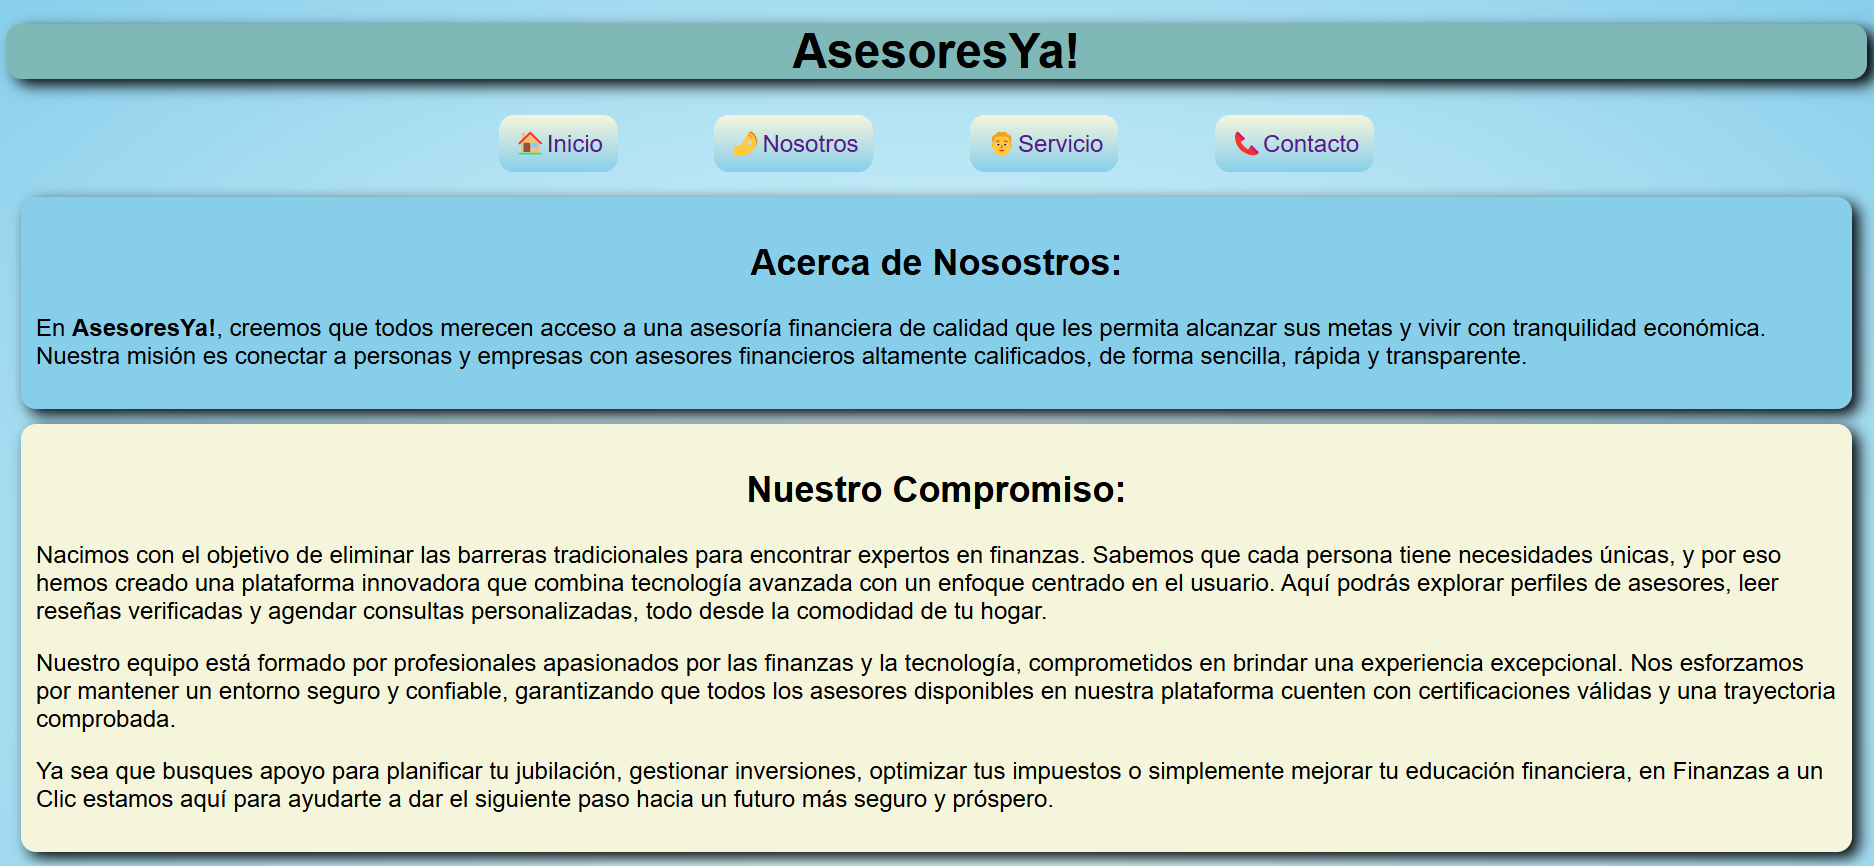 AsesoresYa!
🏠Inicio 🤌Nosotros 👴Servicio 📞Contacto
Acerca de Nosostros:
En AsesoresYa!, creemos que todos merecen acceso a una asesoría financiera de calidad que les permita alcanzar sus metas y vivir con tranquilidad económica.
Nuestra misión es conectar a personas y empresas con asesores financieros altamente calificados, de forma sencilla, rápida y transparente.
Nuestro Compromiso:
Nacimos con el objetivo de eliminar las barreras tradicionales para encontrar expertos en finanzas. Sabemos que cada persona tiene necesidades únicas, y por eso
hemos creado una plataforma innovadora que combina tecnología avanzada con un enfoque centrado en el usuario. Aquí podrás explorar perfiles de asesores, leer
reseñas verificadas y agendar consultas personalizadas, todo desde la comodidad de tu hogar.
Nuestro equipo está formado por profesionales apasionados por las finanzas y la tecnología, comprometidos en brindar una experiencia excepcional. Nos esforzamos
por mantener un entorno seguro y confiable, garantizando que todos los asesores disponibles en nuestra plataforma cuenten con certificaciones válidas y una trayectoria
comprobada.
Ya sea que busques apoyo para planificar tu jubilación, gestionar inversiones, optimizar tus impuestos o simplemente mejorar tu educación financiera, en Finanzas a un
Clic estamos aquí para ayudarte a dar el siguiente paso hacia un futuro más seguro y próspero.